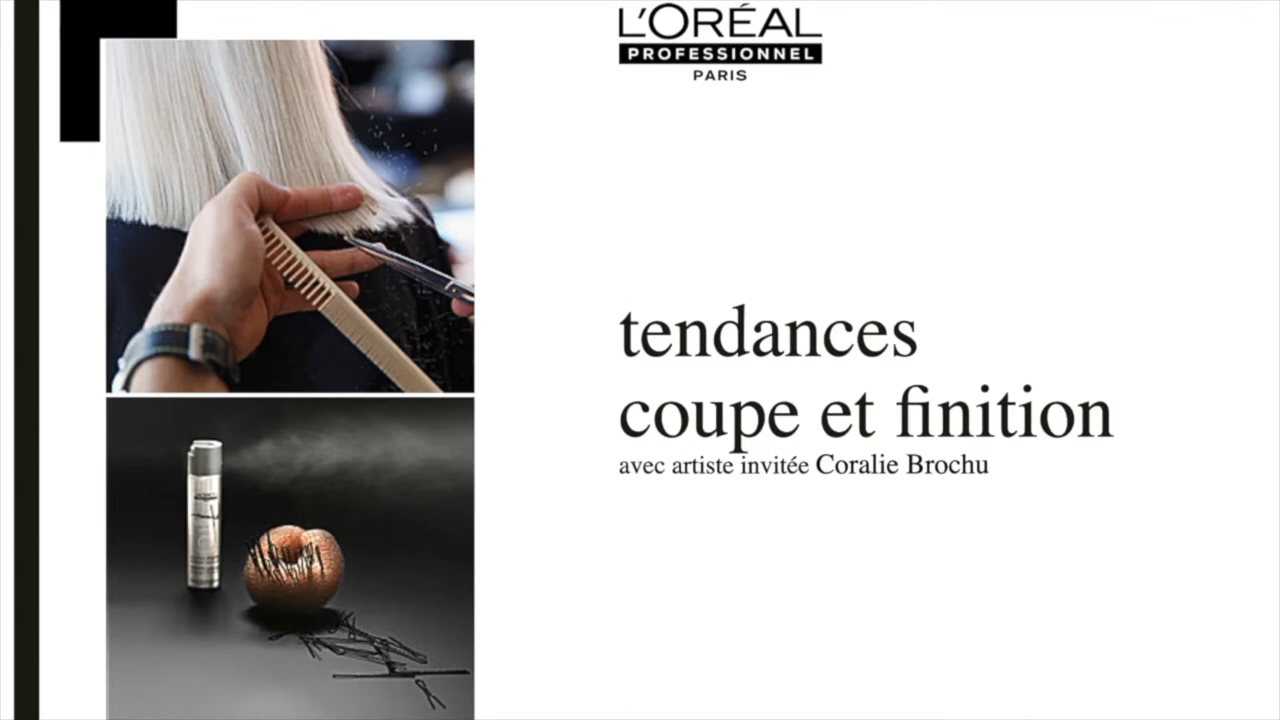 L'ORÉAL
PROFESSIONNEL
PARIS
tendances
coupe et finition
avec artiste invitée Coralie Brochu